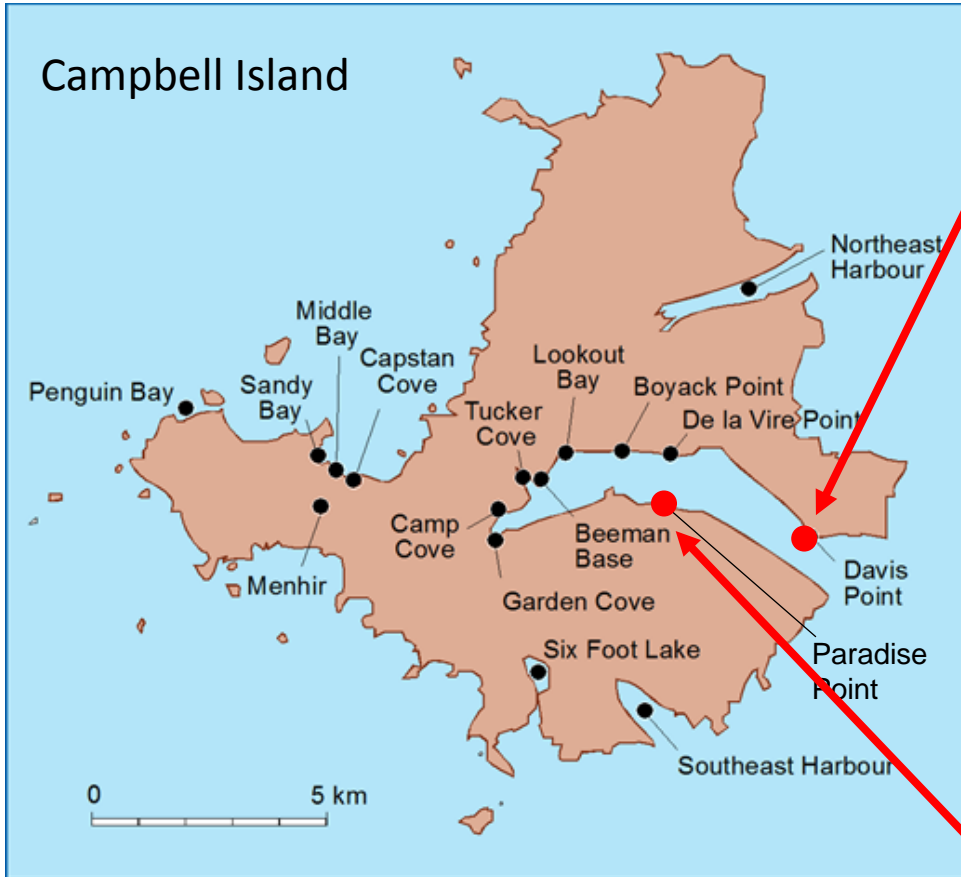 Campbell Island
Northeast
Harbour
Middle
Bay
Capstan
Cove
Lookout
Bay
Penguin Bay
Sandy
Bay
Boyack Point
Tucker
Cove
De la Vire Point
Camp
Cove
Beeman
Base
Davis
Point
Menhir
Garden Cove
Six Foot Lake
Paradise
Point
Southeast Harbour
0 5 km